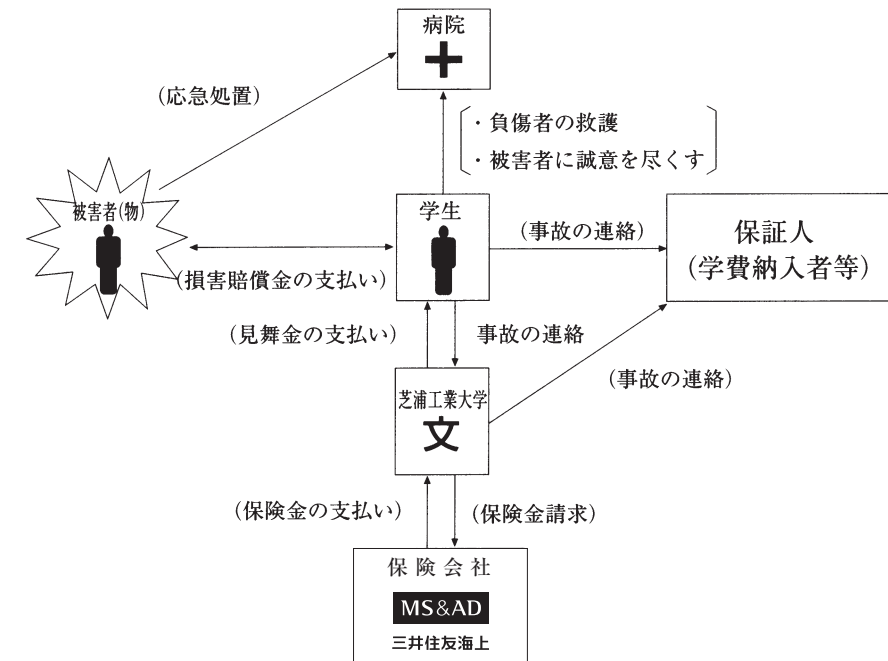 病院
(応急処置)
・負傷者の救護
・被害者に誠意を尽くす
被害者(物)
学生
(事故の連絡)
保証人
(学費納入者等)
(損害賠償金の支払い)
(見舞金の支払い)
事故の連絡
(事故の連絡)
芝浦工業大学
文
(保険金の支払い)
(保険金請求)
保険会社
MS&AD
三井住友海上